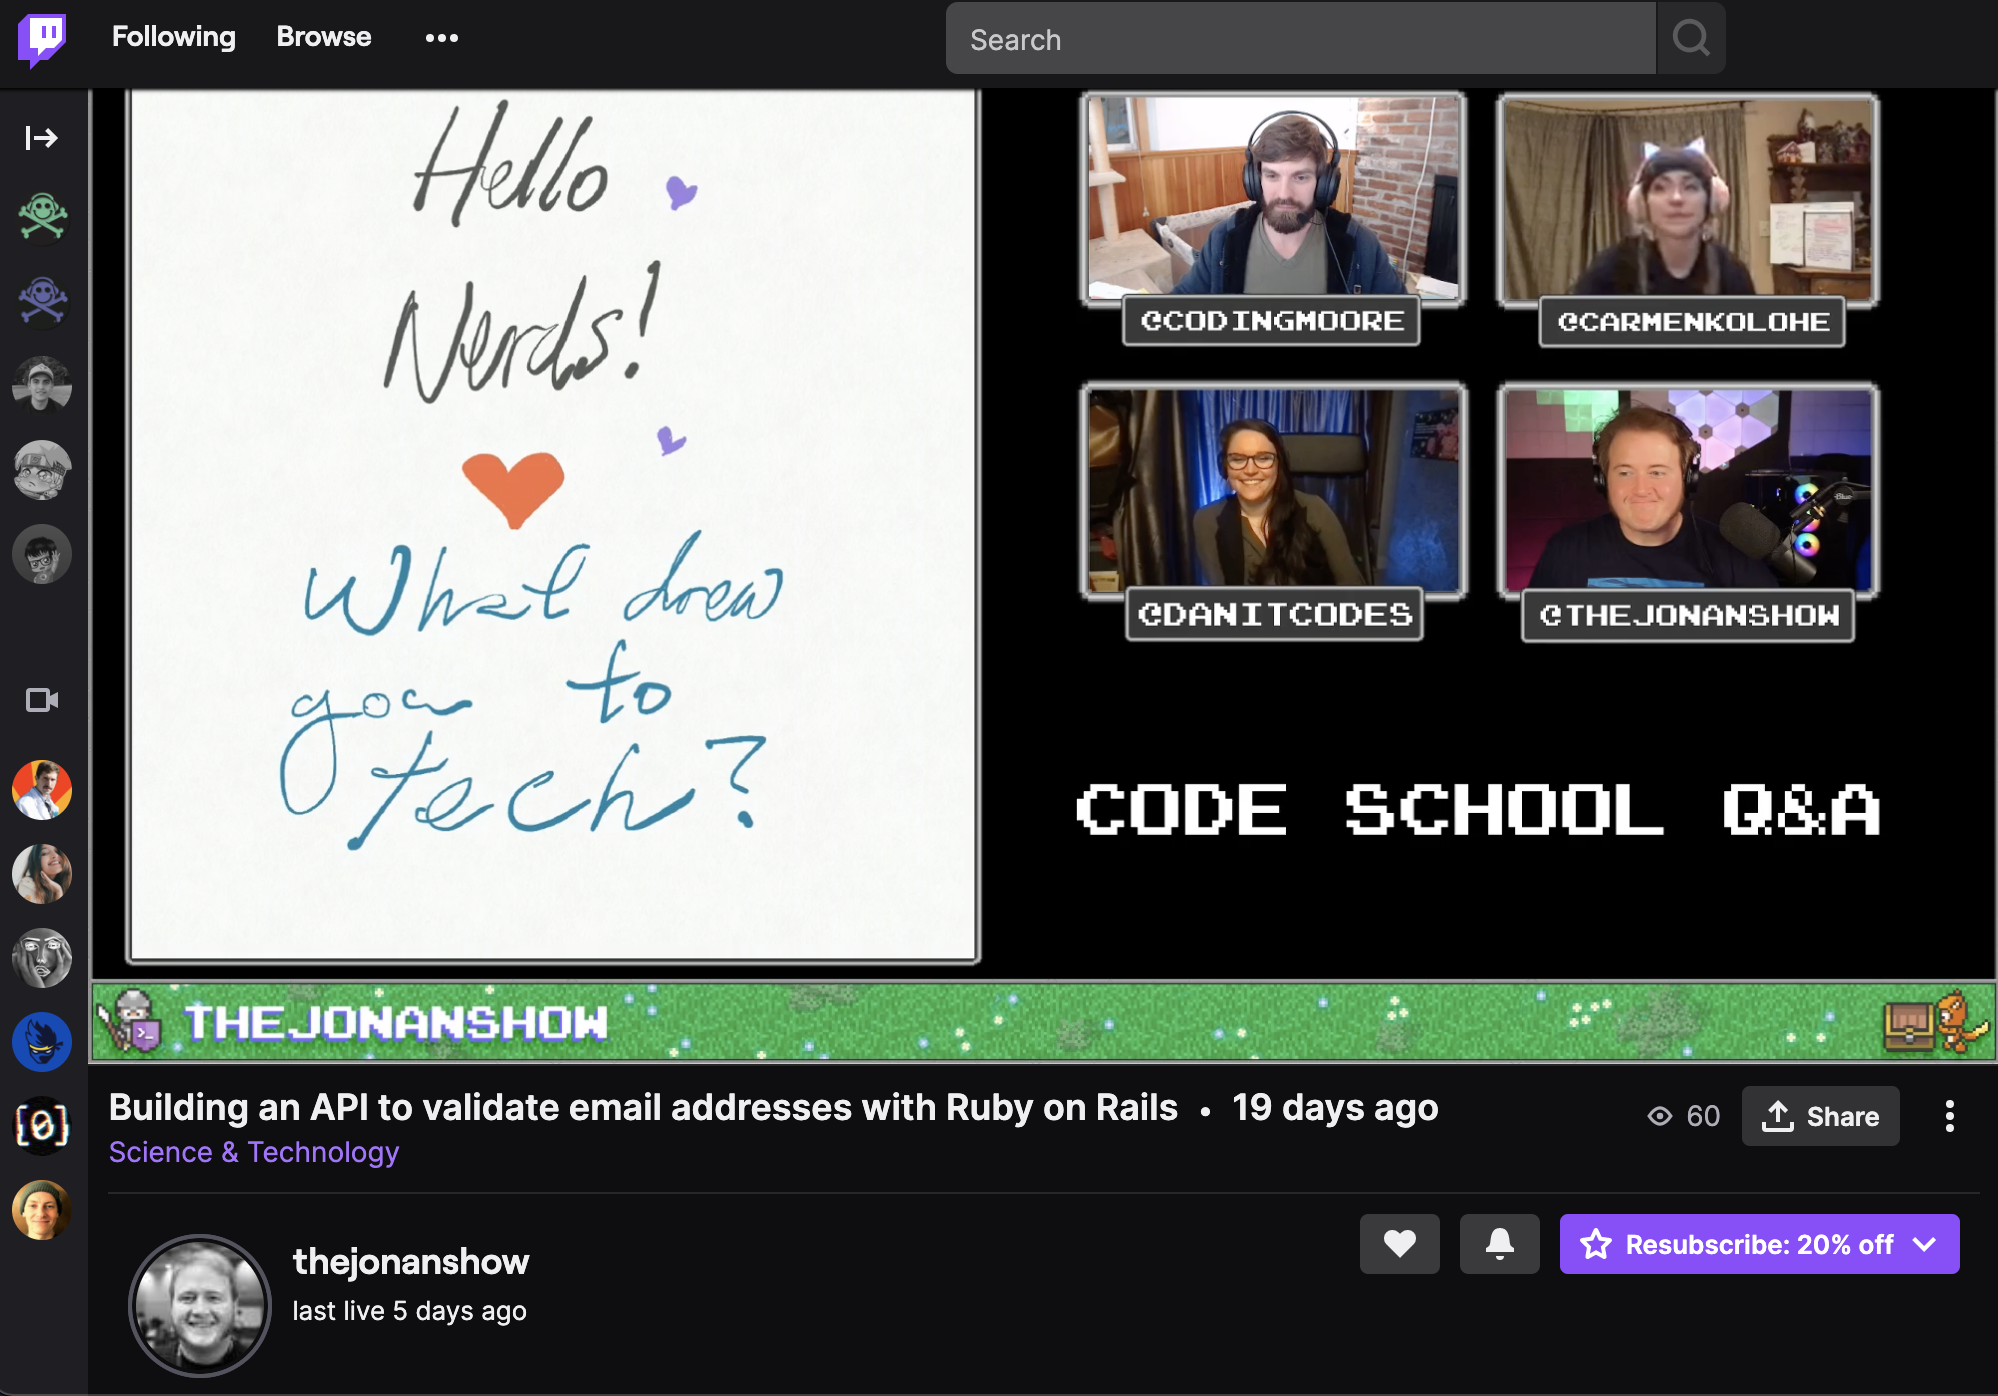 Following Browse
Search
Hello
Nerds!
What drew
you to
tech?
@CODINGMOORE
@CARMENKOLOHE
@DANITCODES
@THEJONANSHOW
CODE SCHOOL Q&A
THEJONANSHOW
Building an API to validate email addresses with Ruby on Rails • 19 days ago
60
Share
Science & Technology
thejonanshow
last live 5 days ago
Resubscribe: 20% off